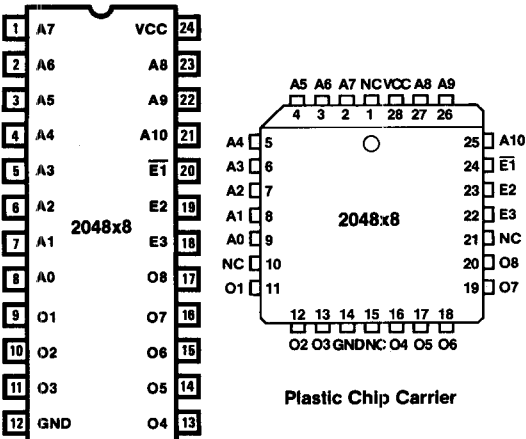 1 A7 VCC 24
2 A6 A8 23
3 A5 A9 22
4 A4 A10 21
5 A3 E1 20
6 A2 E2 19
2048x8
7 A1 E3 18
8 A0 O8 17
9 O1 O7 16
10 O2 O6 15
11 O3 O5 14
12 GND O4 13
A5 A6 A7 NC VCC A8 A9
4 3 2 1 28 27 26
A4 5 25 A10
A3 6 24 E1
A2 7 23 E2
A1 8 2048x8 22 E3
A0 9 21 NC
NC 10 20 O8
O1 11 19 O7
12 13 14 15 16 17 18
O2 O3 GND NC O4 O5 O6
Plastic Chip Carrier